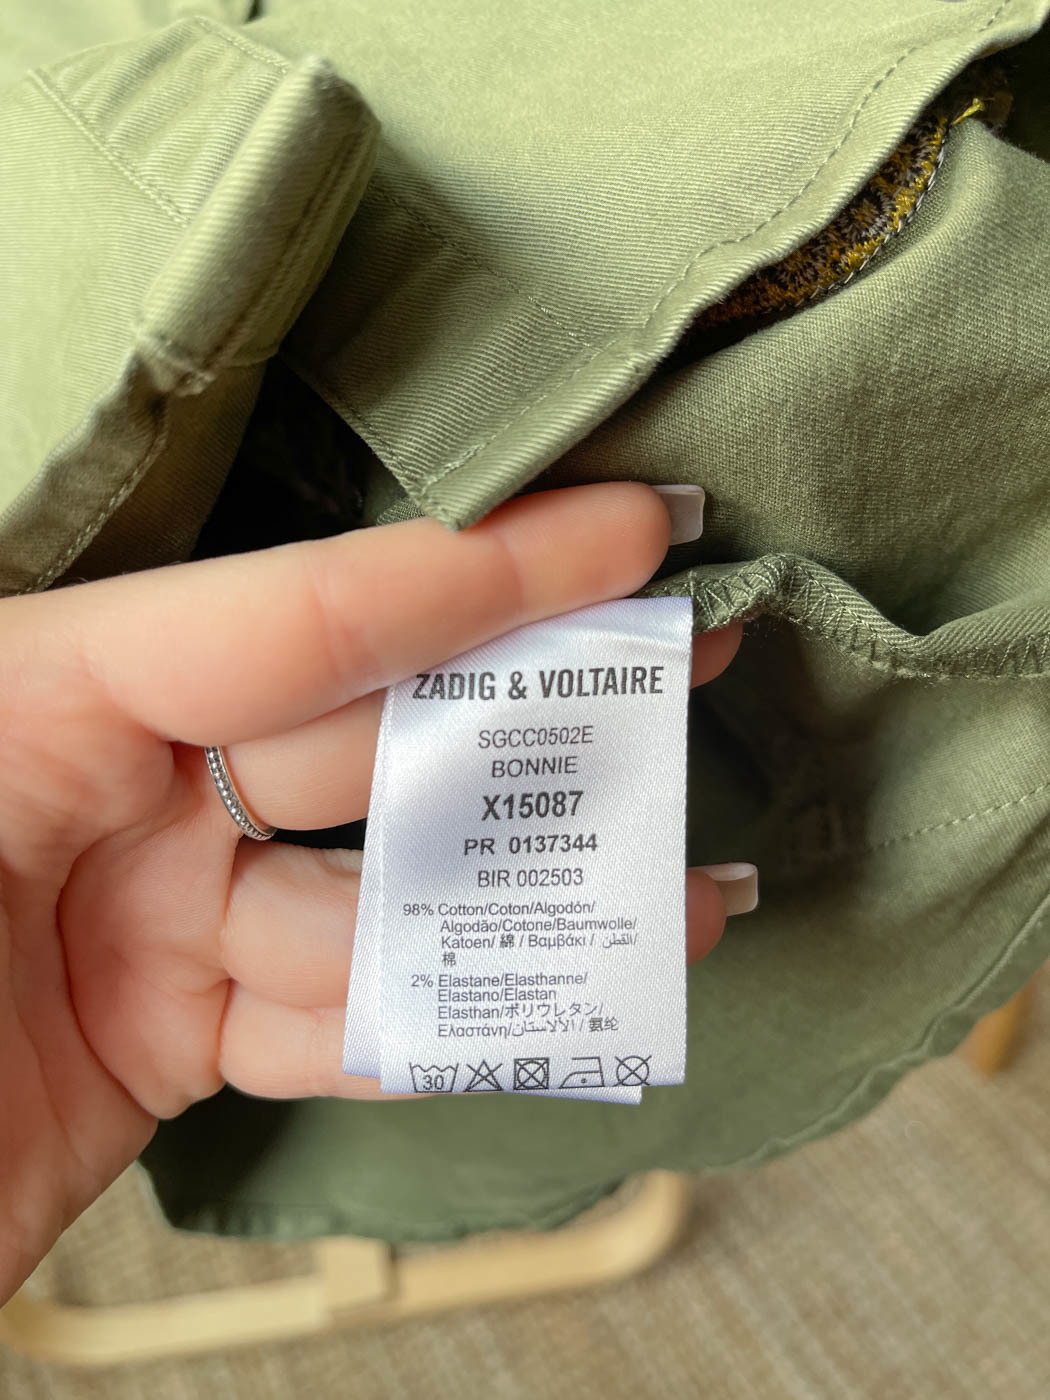 ZADIG & VOLTAIRE
SGCC0502E
BONNIE
X15087
PR 0137344
BIR 002503
98% Cotton/Coton/Algodón/
Algodão/Cotone/Baumwolle/
Katoen/ 綿 / Βαμβάκι / القطن/
棉
2% Elastane/Elasthanne/
Elastano/Elastan
Elasthan/ポリウレタン/
Ελαστάνη/الالاستان / 氨纶
30